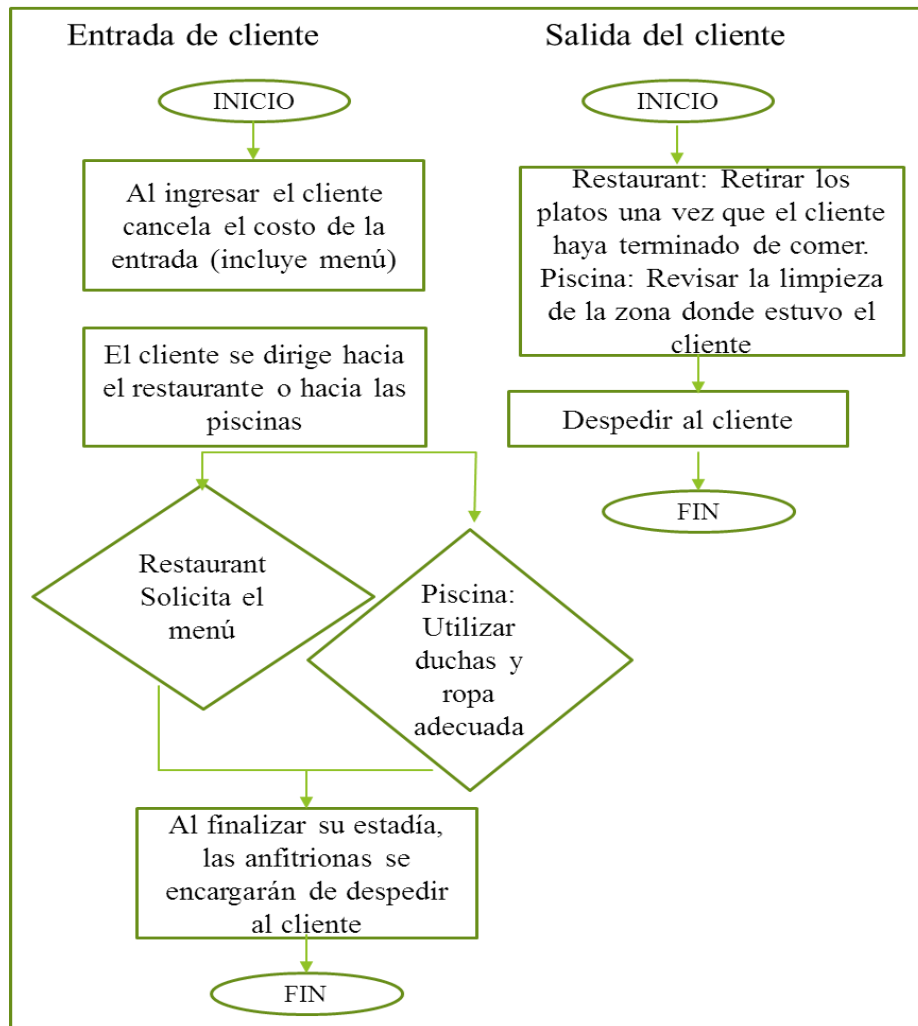 Entrada de cliente
INICIO
Al ingresar el cliente
cancela el costo de la
entrada (incluye menú)
El cliente se dirige hacia
el restaurante o hacia las
piscinas
Restaurant
Solicita el
menú
Piscina:
Utilizar
duchas y
ropa
adecuada
Al finalizar su estadía,
las anfitrionas se
encargarán de despedir
al cliente
FIN
Salida del cliente
INICIO
Restaurant: Retirar los
platos una vez que el cliente
haya terminado de comer.
Piscina: Revisar la limpieza
de la zona donde estuvo el
cliente
Despedir al cliente
FIN